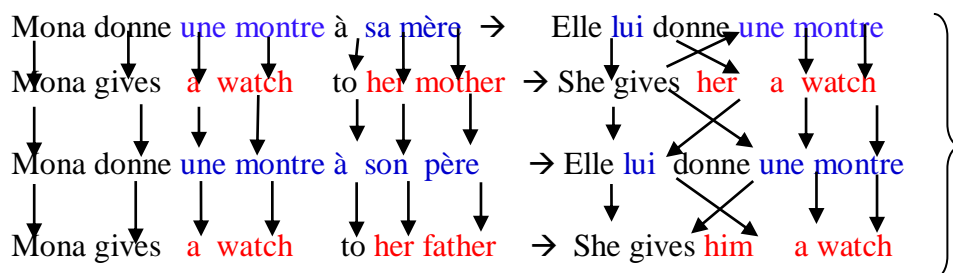 Mona donne une montre à sa mère → Elle lui donne une montre
Mona gives a watch to her mother → She gives her a watch
Mona donne une montre à son père → Elle lui donne une montre
Mona gives a watch to her father → She gives him a watch